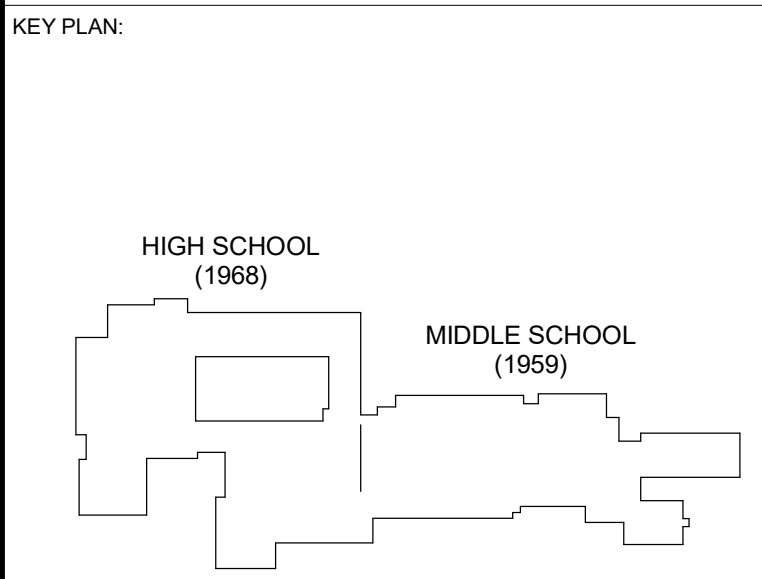 KEY PLAN:
HIGH SCHOOL
(1968)
MIDDLE SCHOOL
(1959)